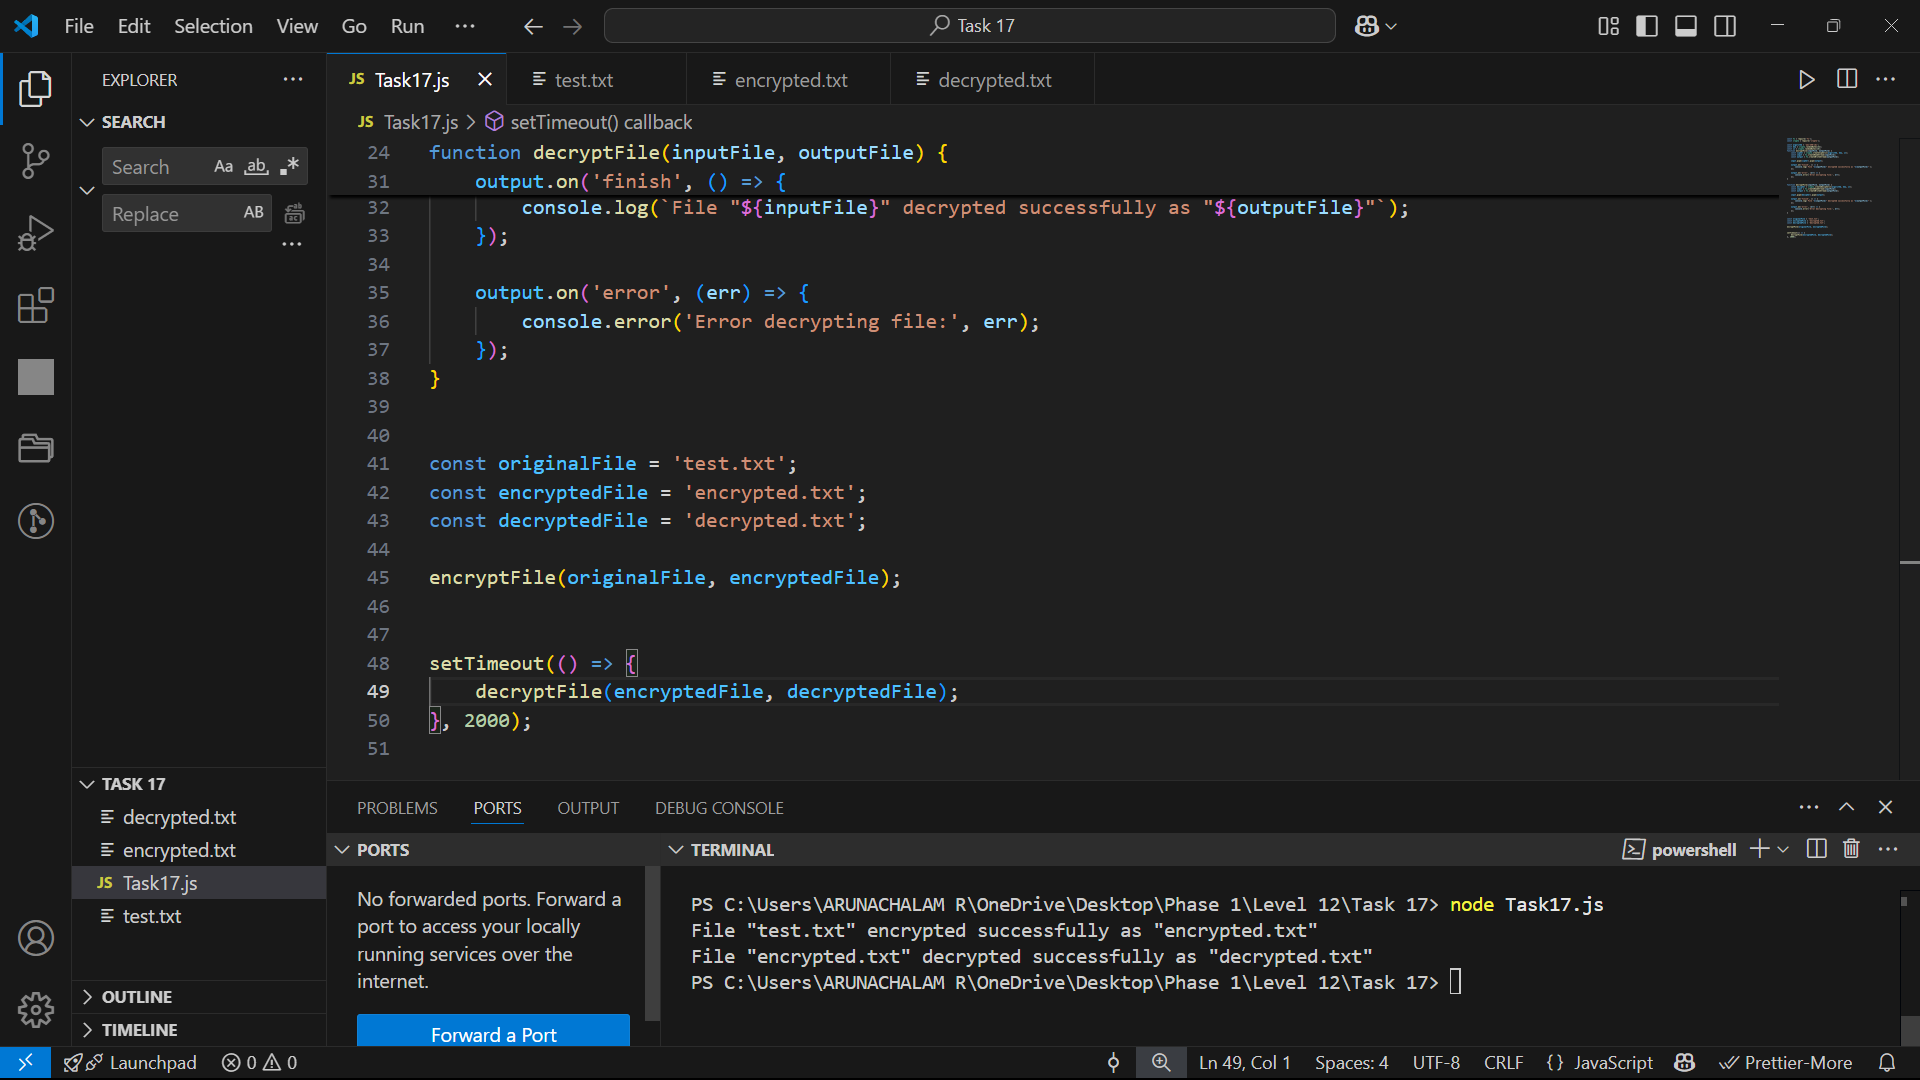 File Edit Selection View Go Run ...
Task 17
EXPLORER ...
SEARCH
Search Aa ab .*
Replace AB
...
JS Task17.js
test.txt
encrypted.txt
decrypted.txt
JS Task17.js > setTimeout() callback
24 function decryptFile(inputFile, outputFile) {
31 output.on('finish', () => {
32 console.log(`File "${inputFile}" decrypted successfully as "${outputFile}"`);
33 });
34
35 output.on('error', (err) => {
36 console.error('Error decrypting file:', err);
37 });
38 }
39
40
41 const originalFile = 'test.txt';
42 const encryptedFile = 'encrypted.txt';
43 const decryptedFile = 'decrypted.txt';
44
45 encryptFile(originalFile, encryptedFile);
46
47
48 setTimeout(() => {
49 decryptFile(encryptedFile, decryptedFile);
50 }, 2000);
51
TASK 17
decrypted.txt
encrypted.txt
JS Task17.js
test.txt
OUTLINE
TIMELINE
PROBLEMS PORTS OUTPUT DEBUG CONSOLE
PORTS
No forwarded ports. Forward a
port to access your locally
running services over the
internet.
Forward a Port
TERMINAL
powershell
PS C:\Users\ARUNACHALAM R\OneDrive\Desktop\Phase 1\Level 12\Task 17> node Task17.js
File "test.txt" encrypted successfully as "encrypted.txt"
File "encrypted.txt" decrypted successfully as "decrypted.txt"
PS C:\Users\ARUNACHALAM R\OneDrive\Desktop\Phase 1\Level 12\Task 17>
Launchpad 0 0 Ln 49, Col 1 Spaces: 4 UTF-8 CRLF {} JavaScript Prettier-More